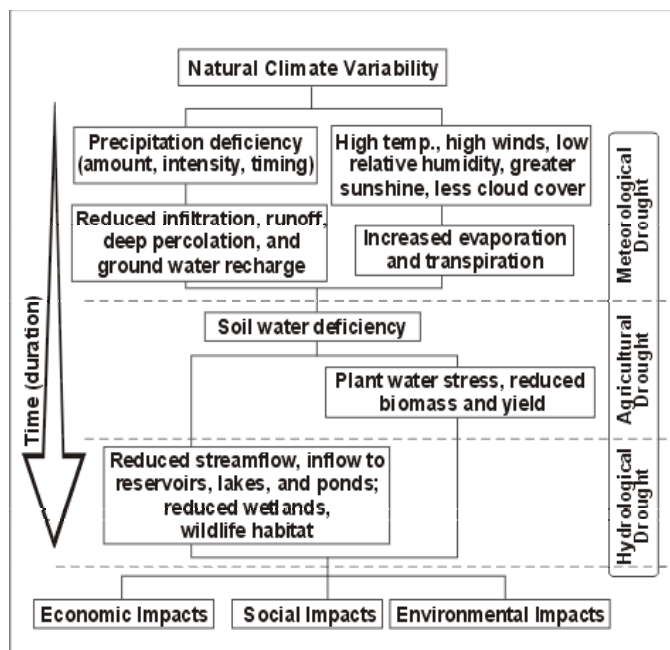 Natural Climate Variability
Precipitation deficiency
(amount, intensity, timing)
High temp., high winds, low
relative humidity, greater
sunshine, less cloud cover
Reduced infiltration, runoff,
deep percolation, and
ground water recharge
Increased evaporation
and transpiration
Meteorological
Drought
Time (duration)
Soil water deficiency
Plant water stress, reduced
biomass and yield
Agricultural
Drought
Reduced streamflow, inflow to
reservoirs, lakes, and ponds;
reduced wetlands,
wildlife habitat
Hydrological
Drought
Economic Impacts
Social Impacts
Environmental Impacts